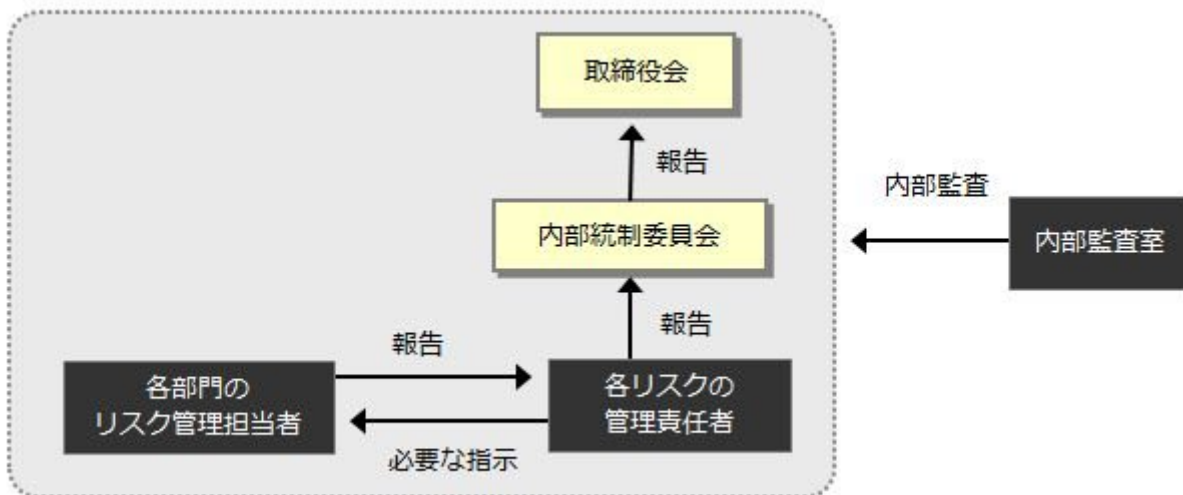 取締役会
報告
内部監査
内部統制委員会
内部監査室
報告
報告
各部門の
リスク管理担当者
各リスクの
管理責任者
必要な指示